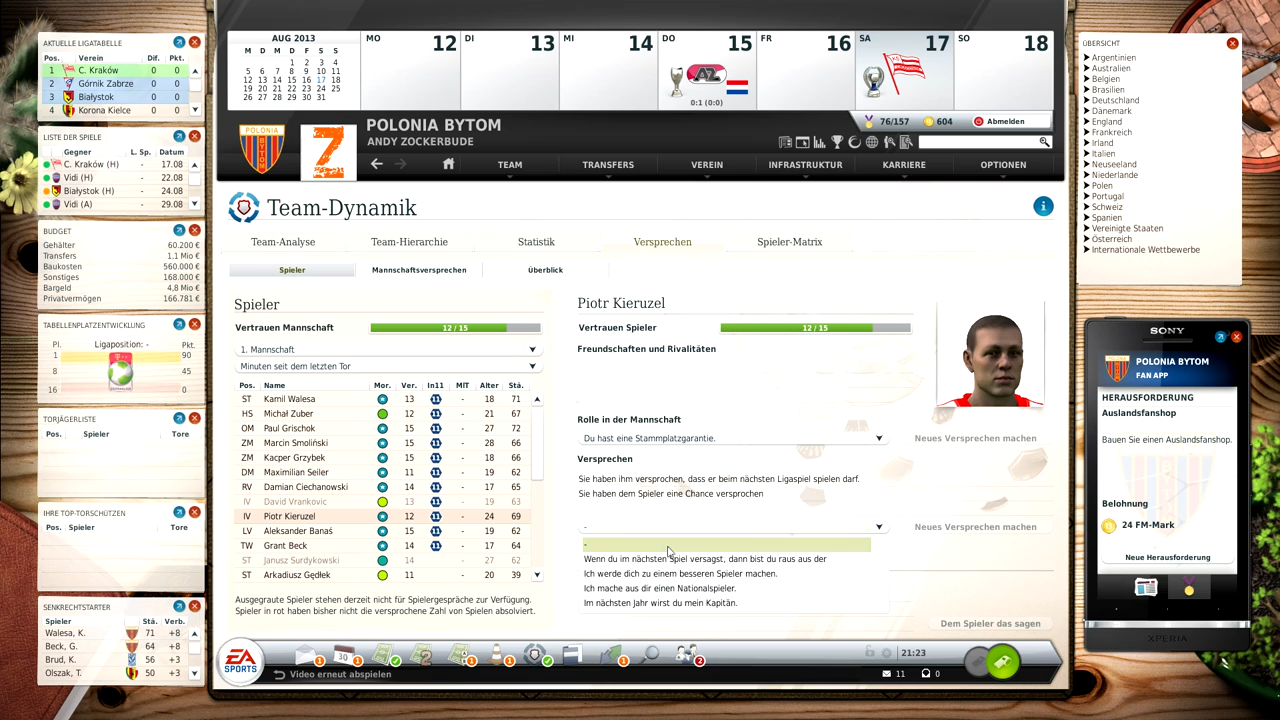 AKTUELLE LIGATABELLE
Pos. Verein Dif. Pkt.
1 C. Kraków 0 0
2 Górnik Zabrze 0 0
3 Białystok 0 0
4 Korona Kielce 0 0
LISTE DER SPIELE
Gegner L. Sp. Datum
C. Kraków (H) - 17.08
Vidi (H) - 22.08
Białystok (H) - 24.08
Vidi (A) - 29.08
BUDGET
Gehälter 60.200 €
Transfers 1,1 Mio €
Baukosten 560.000 €
Sonstiges 168.000 €
Bargeld 4,8 Mio €
Privatvermögen 166.781 €
TABELLENPLATZENTWICKLUNG
Pl. Ligaposition: - Pkt.
1 90
8 45
16 0
TORJÄGERLISTE
Pos. Spieler Tore
IHRE TOP-TORSCHÜTZEN
Pos. Spieler Tore
SENKRECHTSTARTER
Spieler Stä. Verb.
Walesa, K. 71 +8
Beck, G. 64 +8
Brud, K. 56 +3
Olszak, T. 50 +3
AUG 2013
M D M D F S S
1 2 3 4
5 6 7 8 9 10 11
12 13 14 15 16 17 18
19 20 21 22 23 24 25
26 27 28 29 30 31
MO 12
DI 13
MI 14
DO 15
AZ
0:1 (0:0)
FR 16
SA 17
SO 18
POLONIA BYTOM
ANDY ZOCKERBUDE
76/157 604 Abmelden
TEAM TRANSFERS VEREIN INFRASTRUKTUR KARRIERE OPTIONEN
Team-Dynamik
Team-Analyse Team-Hierarchie Statistik Versprechen Spieler-Matrix
Spieler Mannschaftsversprechen Überblick
Spieler
Vertrauen Mannschaft 12 / 15
1. Mannschaft
Minuten seit dem letzten Tor
Pos. Name Mor. Ver. In11 MIT Alter Stä.
ST Kamil Walesa 13 11 - 18 71
HS Michał Zuber 12 11 - 21 67
OM Paul Grischok 15 11 - 27 72
ZM Marcin Smoliński 15 11 - 28 66
ZM Kacper Grzybek 15 11 - 18 66
DM Maximilian Seiler 11 11 - 19 62
RV Damian Ciechanowski 14 11 - 17 65
IV David Vrankovic 13 11 - 19 63
IV Piotr Kieruzel 12 11 - 24 69
LV Aleksander Banaś 15 11 - 19 62
TW Grant Beck 14 11 - 17 64
ST Janusz Surdykowski 14 - 27 62
ST Arkadiusz Gędłek 11 - 20 39
Ausgegraute Spieler stehen derzeit nicht für Spielergespräche zur Verfügung.
Spieler in rot haben bisher nicht die versprochene Zahl von Spielen absolviert.
Piotr Kieruzel
Vertrauen Spieler 12 / 15
Freundschaften und Rivalitäten
Rolle in der Mannschaft
Du hast eine Stammplatzgarantie. Neues Versprechen machen
Versprechen
Sie haben ihm versprochen, dass er beim nächsten Ligaspiel spielen darf.
Sie haben dem Spieler eine Chance versprochen
- Neues Versprechen machen
-
Wenn du im nächsten Spiel versagst, dann bist du raus aus der
Ich werde dich zu einem besseren Spieler machen.
Ich mache aus dir einen Nationalspieler.
Im nächsten Jahr wirst du mein Kapitän.
Dem Spieler das sagen
EA SPORTS
21:23
Video erneut abspielen
11 0
ÜBERSICHT
Argentinien
Australien
Belgien
Brasilien
Deutschland
Dänemark
England
Frankreich
Irland
Italien
Neuseeland
Niederlande
Polen
Portugal
Schweiz
Spanien
Vereinigte Staaten
Österreich
Internationale Wettbewerbe
SONY
POLONIA BYTOM
FAN APP
HERAUSFORDERUNG
Auslandsfanshop
Bauen Sie einen Auslandsfanshop.
Belohnung
24 FM-Mark
Neue Herausforderung
XPERIA